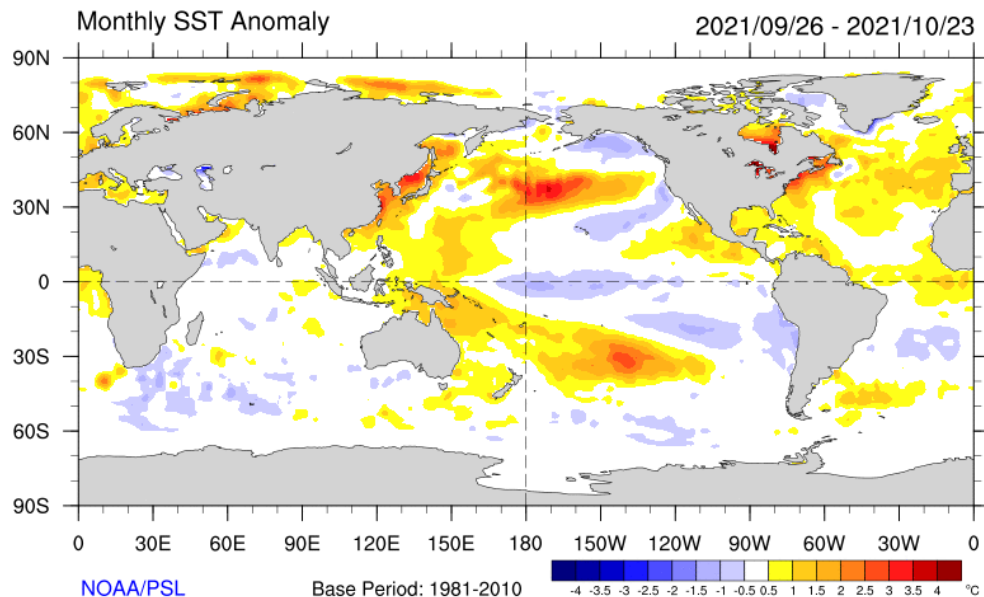 Monthly SST Anomaly 2021/09/26 - 2021/10/23
90N
60N
30N
0
30S
60S
90S
0 30E 60E 90E 120E 150E 180 150W 120W 90W 60W 30W 0
NOAA/PSL Base Period: 1981-2010
-4 -3.5 -3 -2.5 -2 -1.5 -1 -0.5 0.5 1 1.5 2 2.5 3 3.5 4 °C